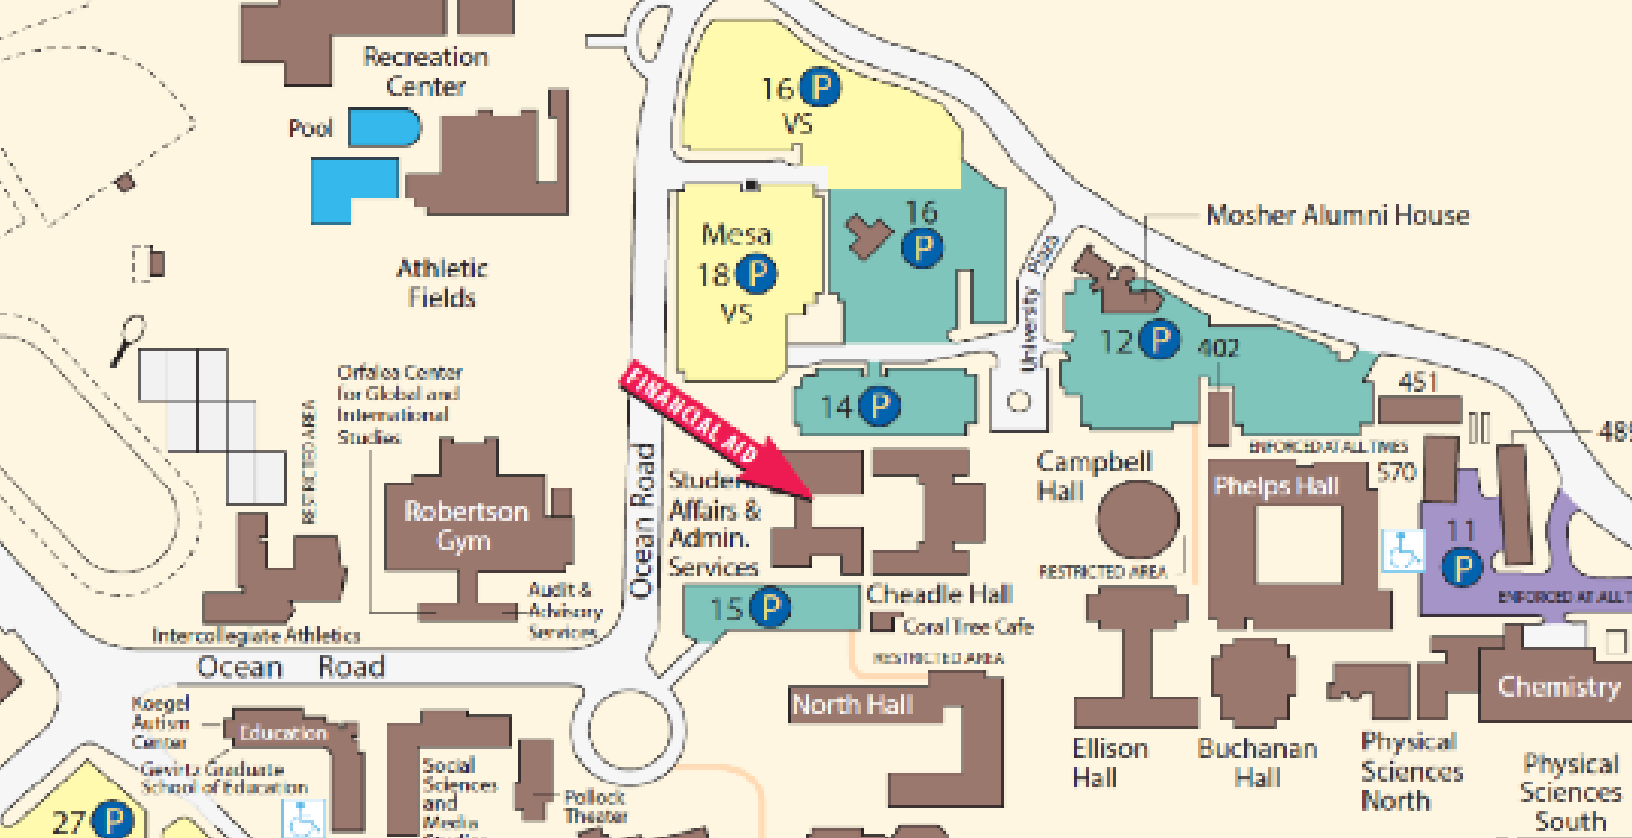 Recreation
Center
Pool
16 P
VS
Mesa
18 P
VS
16
P
Mosher Alumni House
University Plaza
12 P
402
451
Athletic
Fields
Orfalea Center
for Global and
International
Studies
RESTRICTED AREA
FINANCIAL AID
14 P
Ocean Road
ENFORCED AT ALL TIMES
570
Campbell
Hall
Phelps Hall
Student
Affairs &
Admin.
Services
Robertson
Gym
11
P
RESTRICTED AREA
ENFORCED AT ALL T
Audit &
Advisory
Services
15 P
Cheadle Hall
Coral Tree Cafe
RESTRICTED AREA
Intercollegiate Athletics
Ocean Road
North Hall
Chemistry
Koegel
Autism
Center
Education
Gevirtz Graduate
School of Education
Social
Sciences
and
Media
Pollock
Theater
Ellison
Hall
Buchanan
Hall
Physical
Sciences
North
Physical
Sciences
South
27 P